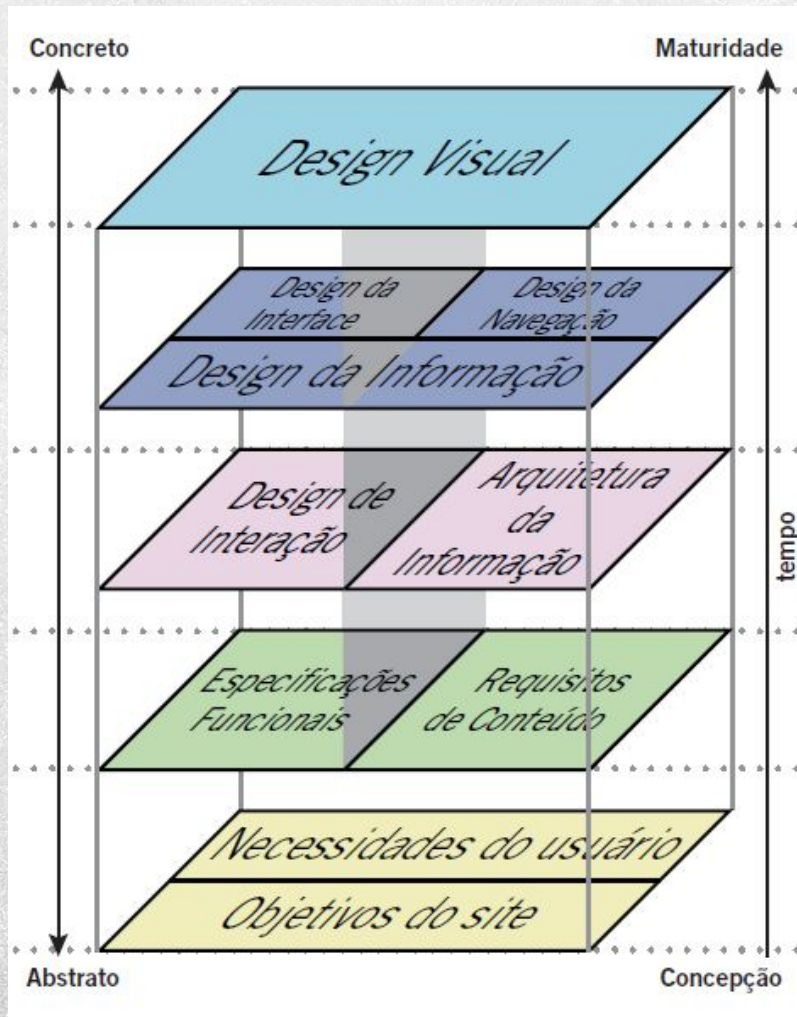 Concreto
Maturidade
Design Visual
Design da
Interface
Design da
Navegação
Design da Informação
Design de
Interação
Arquitetura
da
Informação
tempo
Especificações
Funcionais
Requisitos
de Conteúdo
Necessidades do usuário
Objetivos do site
Abstrato
Concepção